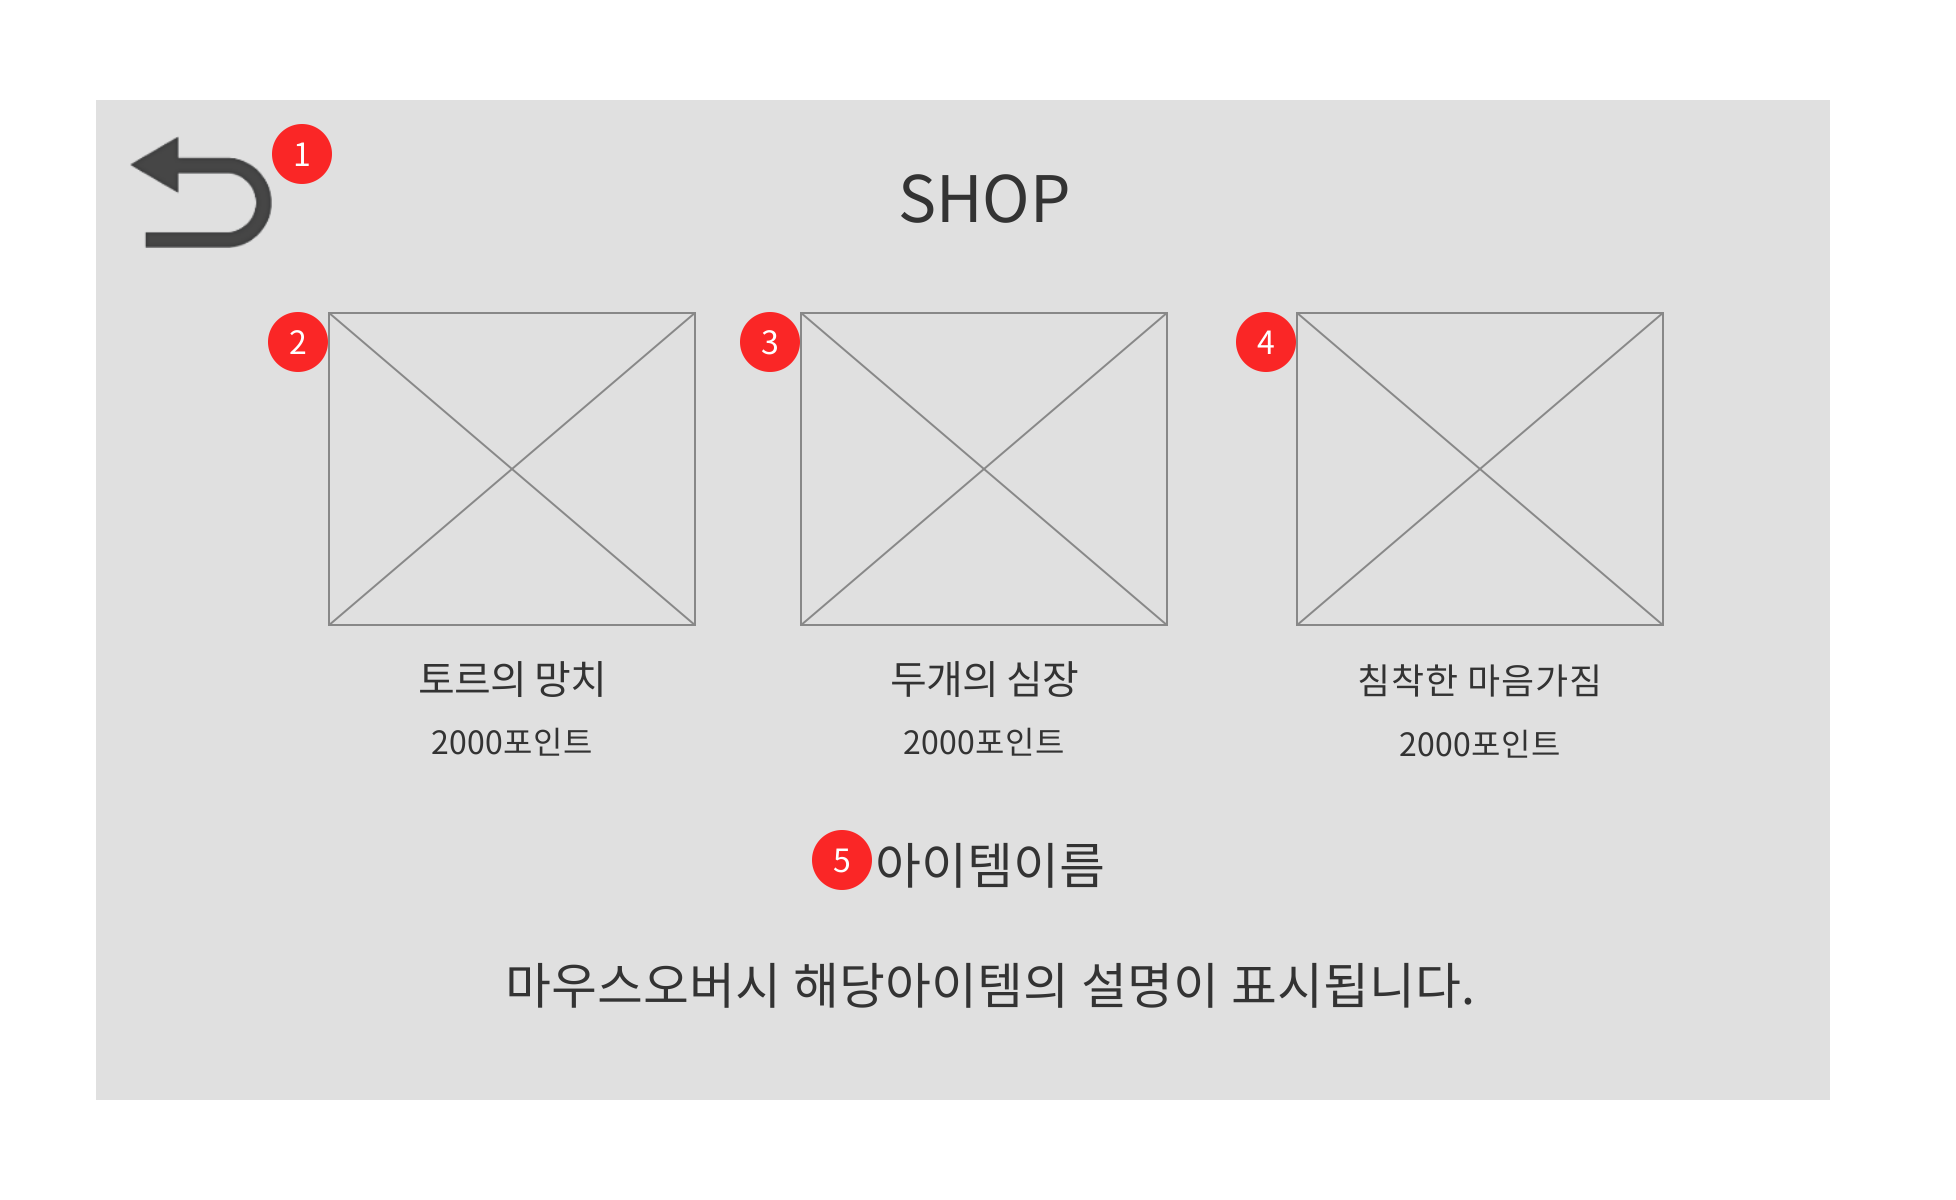 1
SHOP
2
3
4
토르의 망치
두개의 심장
침착한 마음가짐
2000포인트
2000포인트
2000포인트
5
아이템이름
마우스오버시 해당아이템의 설명이 표시됩니다.